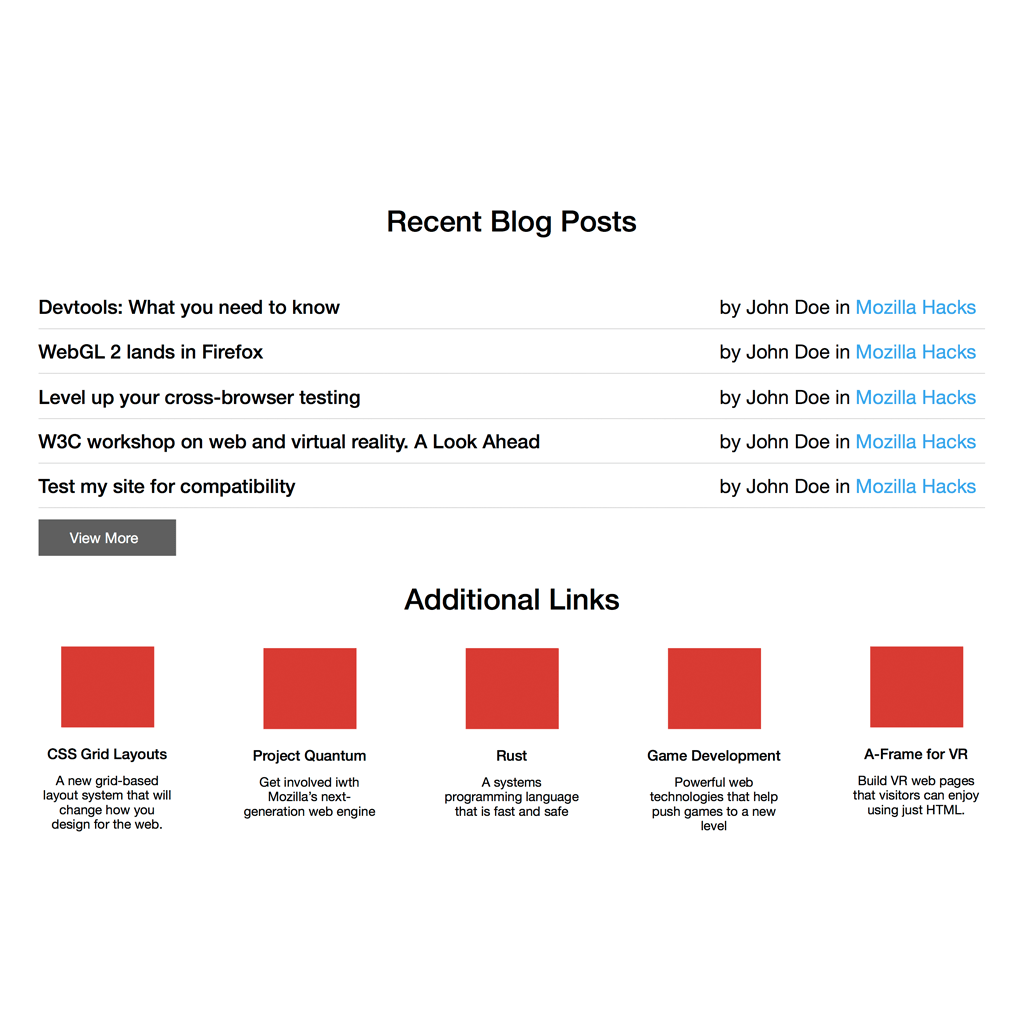 Recent Blog Posts
Devtools: What you need to know by John Doe in Mozilla Hacks
WebGL 2 lands in Firefox by John Doe in Mozilla Hacks
Level up your cross-browser testing by John Doe in Mozilla Hacks
W3C workshop on web and virtual reality. A Look Ahead by John Doe in Mozilla Hacks
Test my site for compatibility by John Doe in Mozilla Hacks
View More
Additional Links
CSS Grid Layouts
A new grid-based
layout system that will
change how you
design for the web.
Project Quantum
Get involved iwth
Mozilla’s next-
generation web engine
Rust
A systems
programming language
that is fast and safe
Game Development
Powerful web
technologies that help
push games to a new
level
A-Frame for VR
Build VR web pages
that visitors can enjoy
using just HTML.